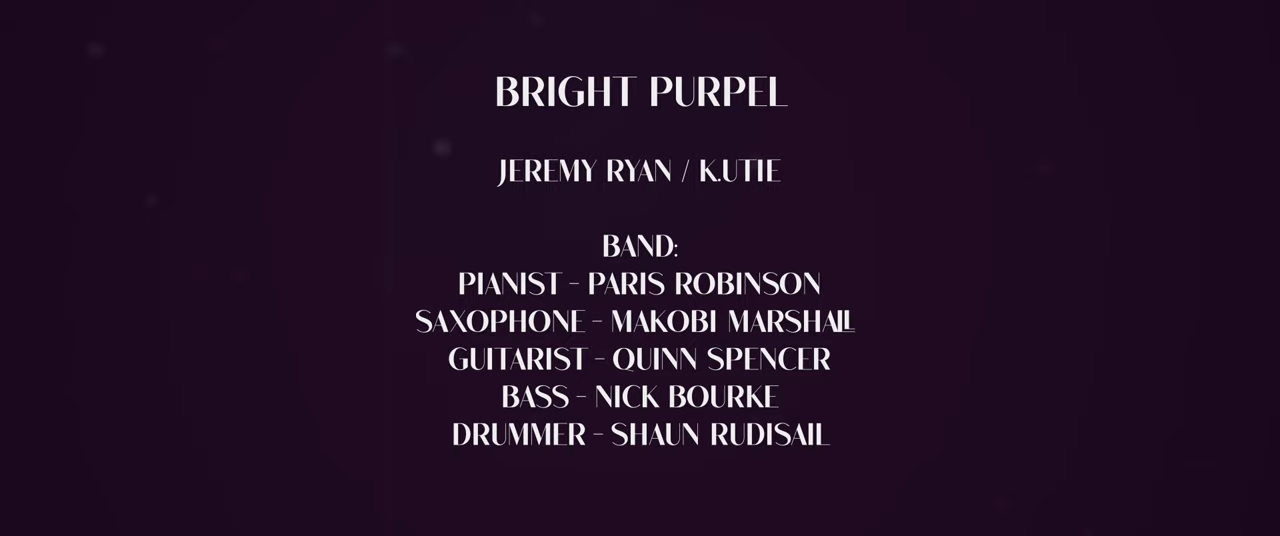 BRIGHT PURPEL
JEREMY RYAN / K.UTIE
BAND:
PIANIST - PARIS ROBINSON
SAXOPHONE - MAKOBI MARSHALL
GUITARIST - QUINN SPENCER
BASS - NICK BOURKE
DRUMMER - SHAUN RUDISAIL